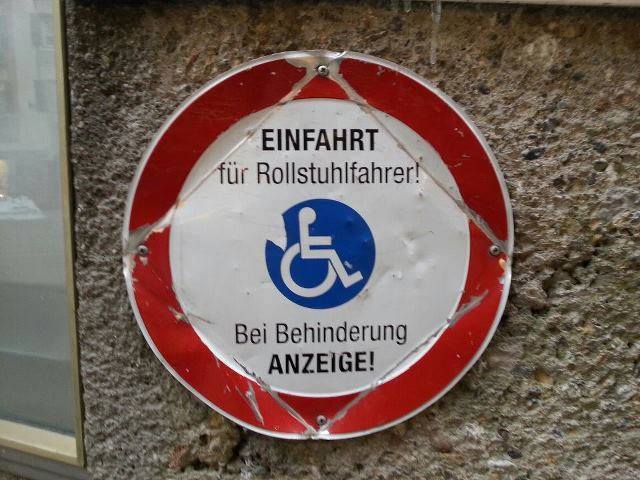 EINFAHRT
für Rollstuhlfahrer!
Bei Behinderung
ANZEIGE!